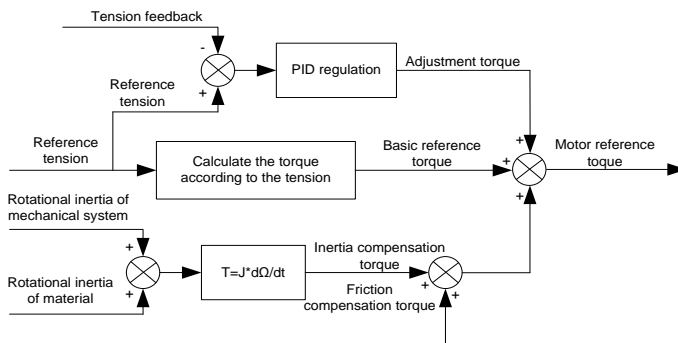 Tension feedback
-
+
PID regulation
Adjustment torque
Reference
tension
Reference
tension
Calculate the torque
according to the tension
Basic reference
torque
+
+
+
Motor reference
toque
Rotational inertia of
mechanical system
+
Rotational inertia
of material
+
T=J*dΩ/dt
Inertia compensation
torque
+
Friction
compensation torque
+